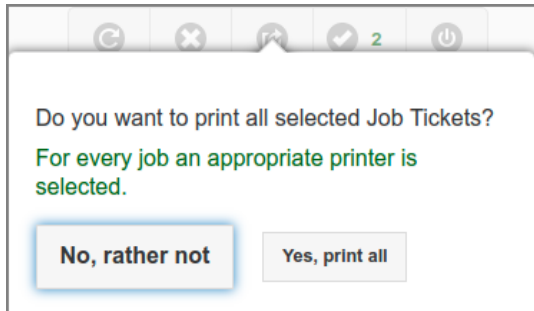 2
Do you want to print all selected Job Tickets?
For every job an appropriate printer is
selected.
No, rather not
Yes, print all